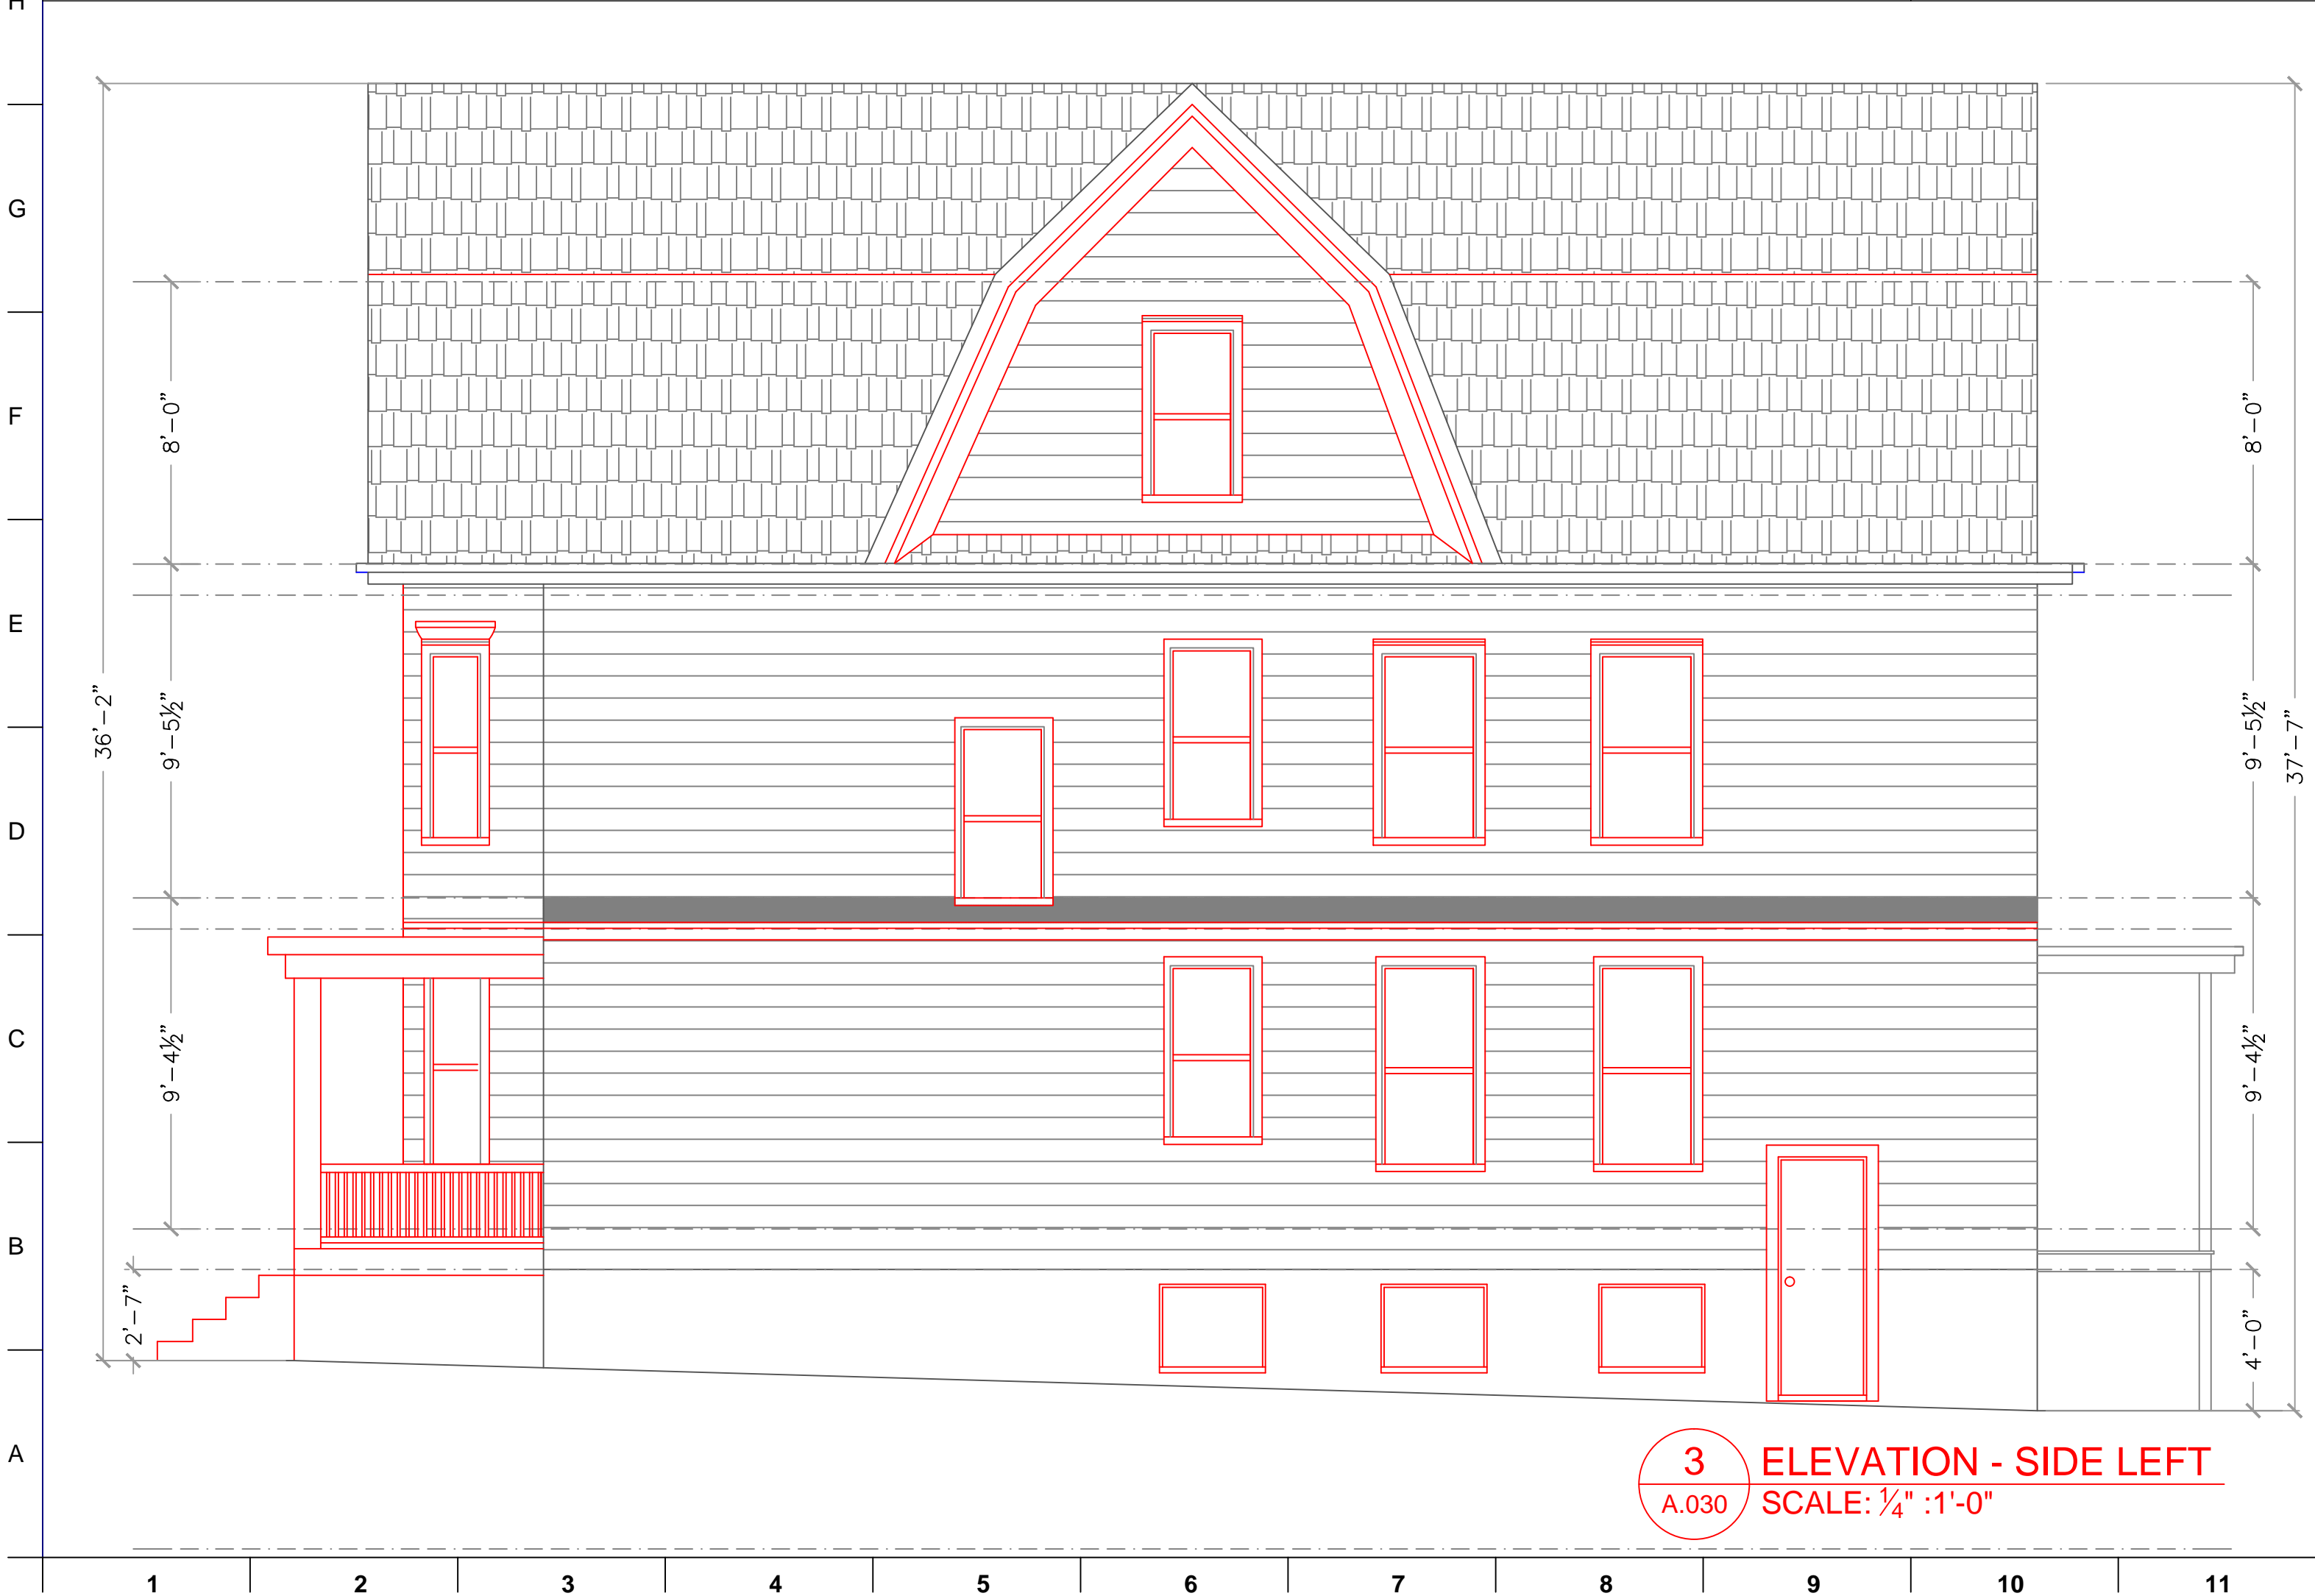 H
G
F
E
D
C
B
A
36'-2"
8'-0"
9'-5½"
9'-4½"
2'-7"
8'-0"
9'-5½"
9'-4½"
4'-0"
37'-7"
3
A.030
ELEVATION - SIDE LEFT
SCALE: ¼" :1'-0"
1 2 3 4 5 6 7 8 9 10 11